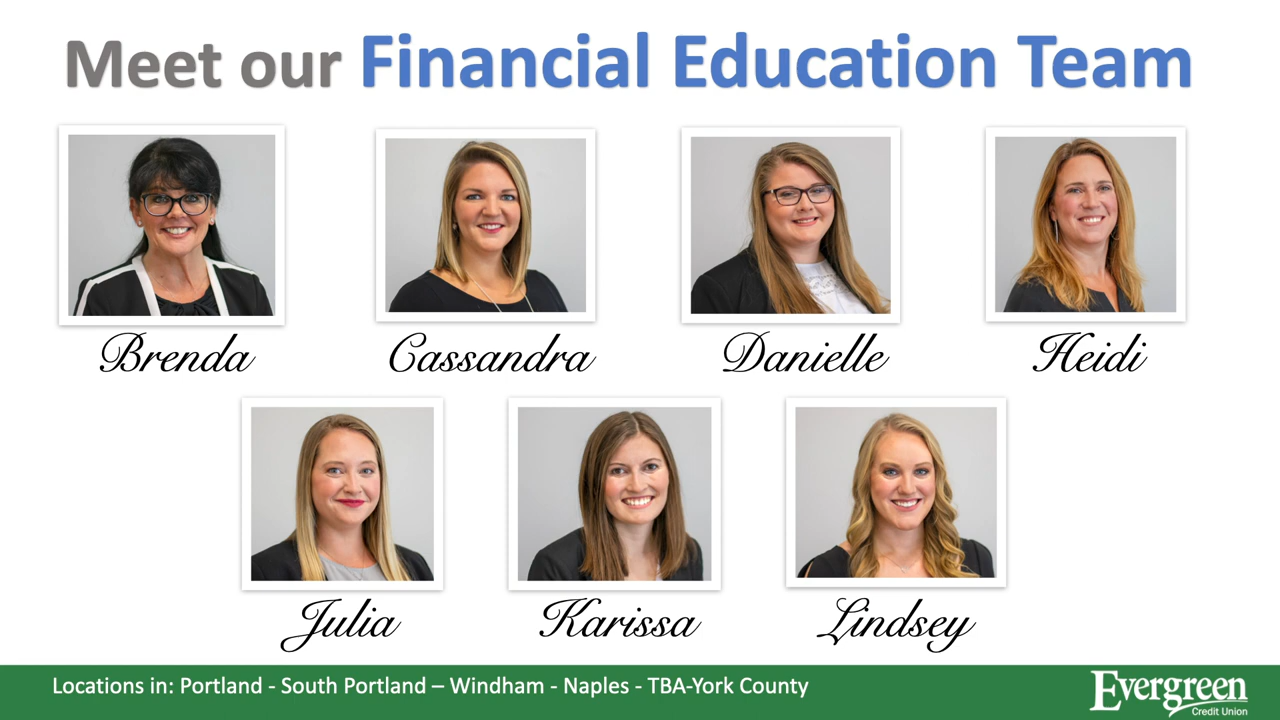 Meet our Financial Education Team
Brenda Cassandra Danielle Heidi
Julia Karissa Lindsey
Locations in: Portland - South Portland – Windham - Naples - TBA-York County
Evergreen
Credit Union